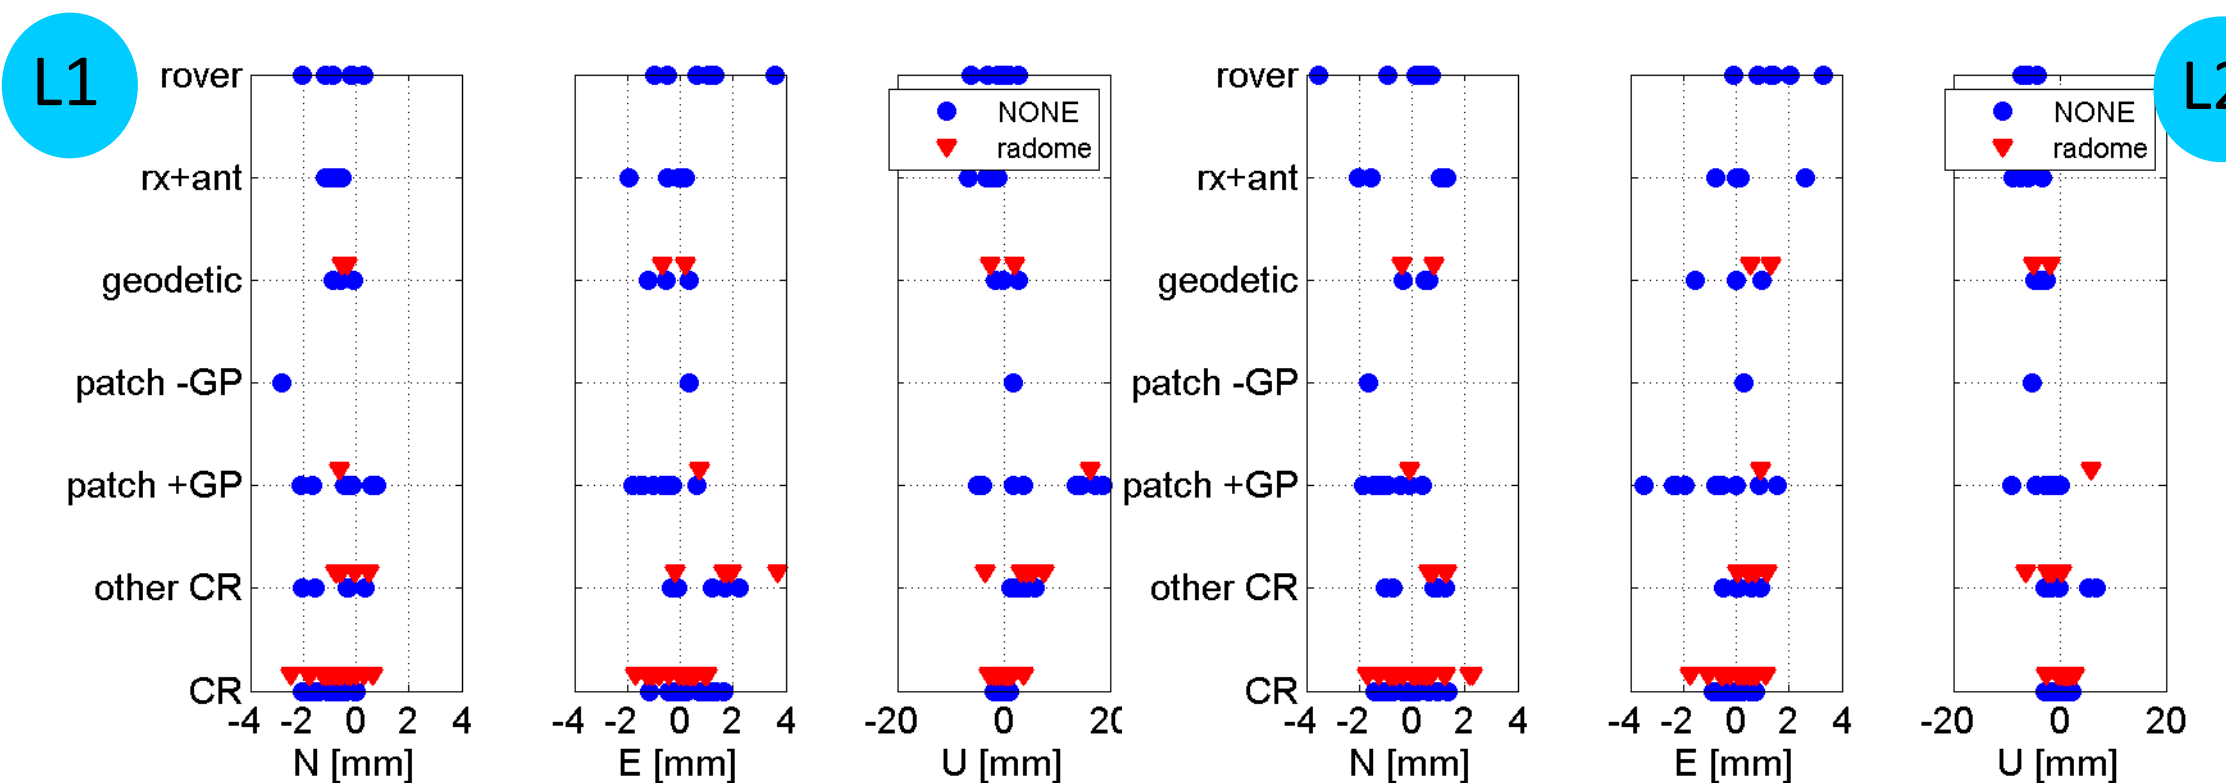 L1
rover
rx+ant
geodetic
patch -GP
patch +GP
other CR
CR
-4 -2 0 2 4
N [mm]
-4 -2 0 2 4
E [mm]
NONE
radome
-20 0 20
U [mm]
rover
rx+ant
geodetic
patch -GP
patch +GP
other CR
CR
-4 -2 0 2 4
N [mm]
-4 -2 0 2 4
E [mm]
L2
NONE
radome
-20 0 20
U [mm]